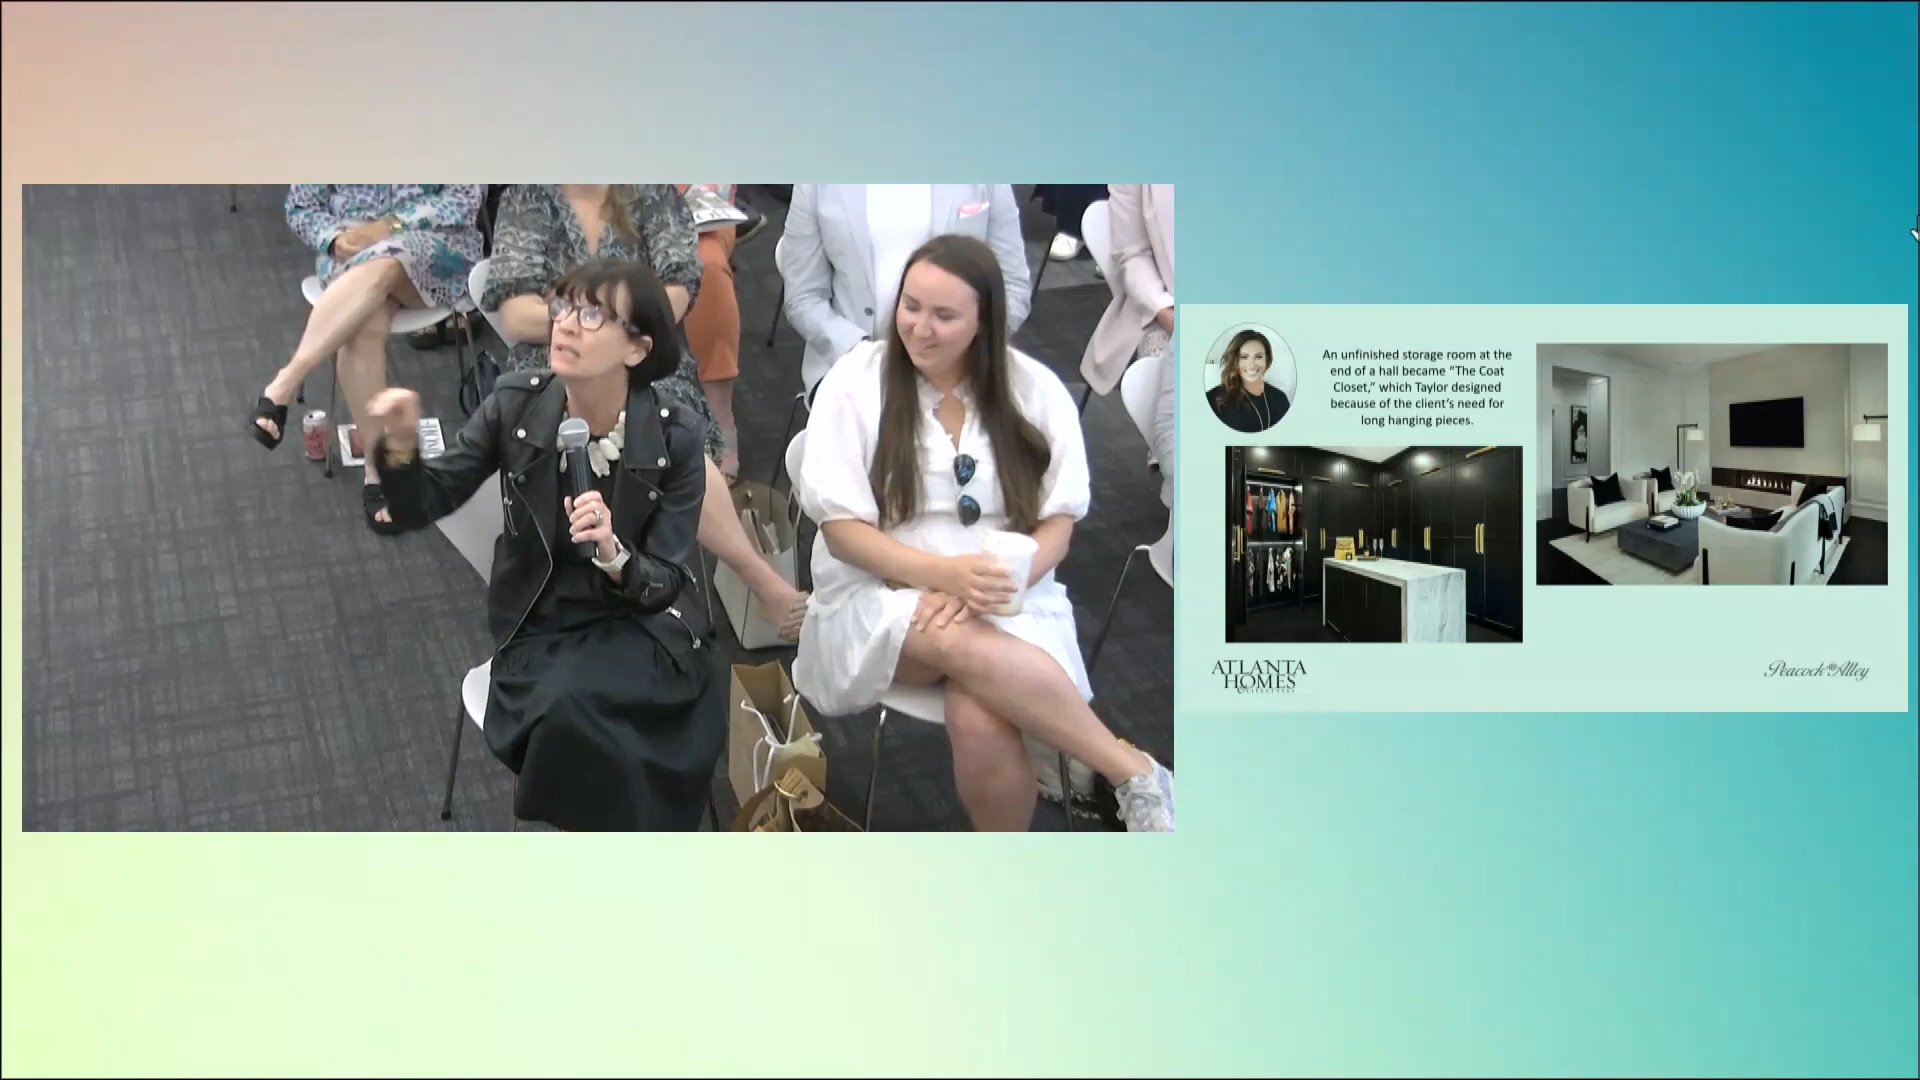 An unfinished storage room at the
end of a hall became “The Coat
Closet,” which Taylor designed
because of the client’s need for
long hanging pieces.
ATLANTA
HOMES
& LIFESTYLES
Peacock Alley